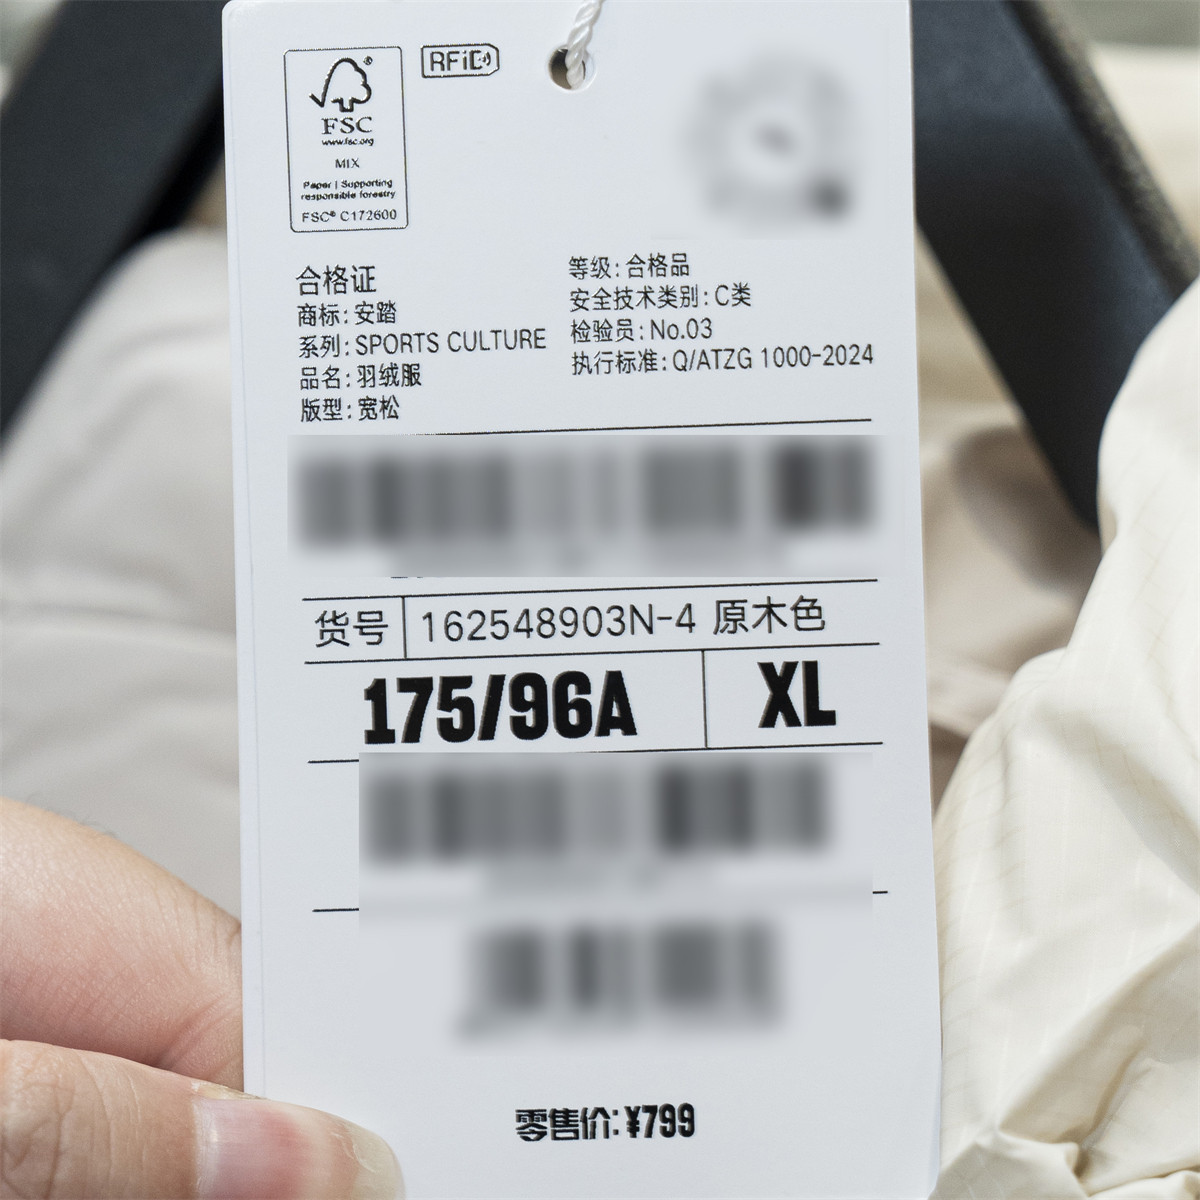 FSC
www.fsc.org
MIX
Paper | Supporting
responsible forestry
FSC® C172600
RFiD
合格证
商标: 安踏
系列: SPORTS CULTURE
品名: 羽绒服
版型: 宽松
等级: 合格品
安全技术类别: C类
检验员: No.03
执行标准: Q/ATZG 1000-2024
货号 162548903N-4 原木色
175/96A XL
零售价: ¥799